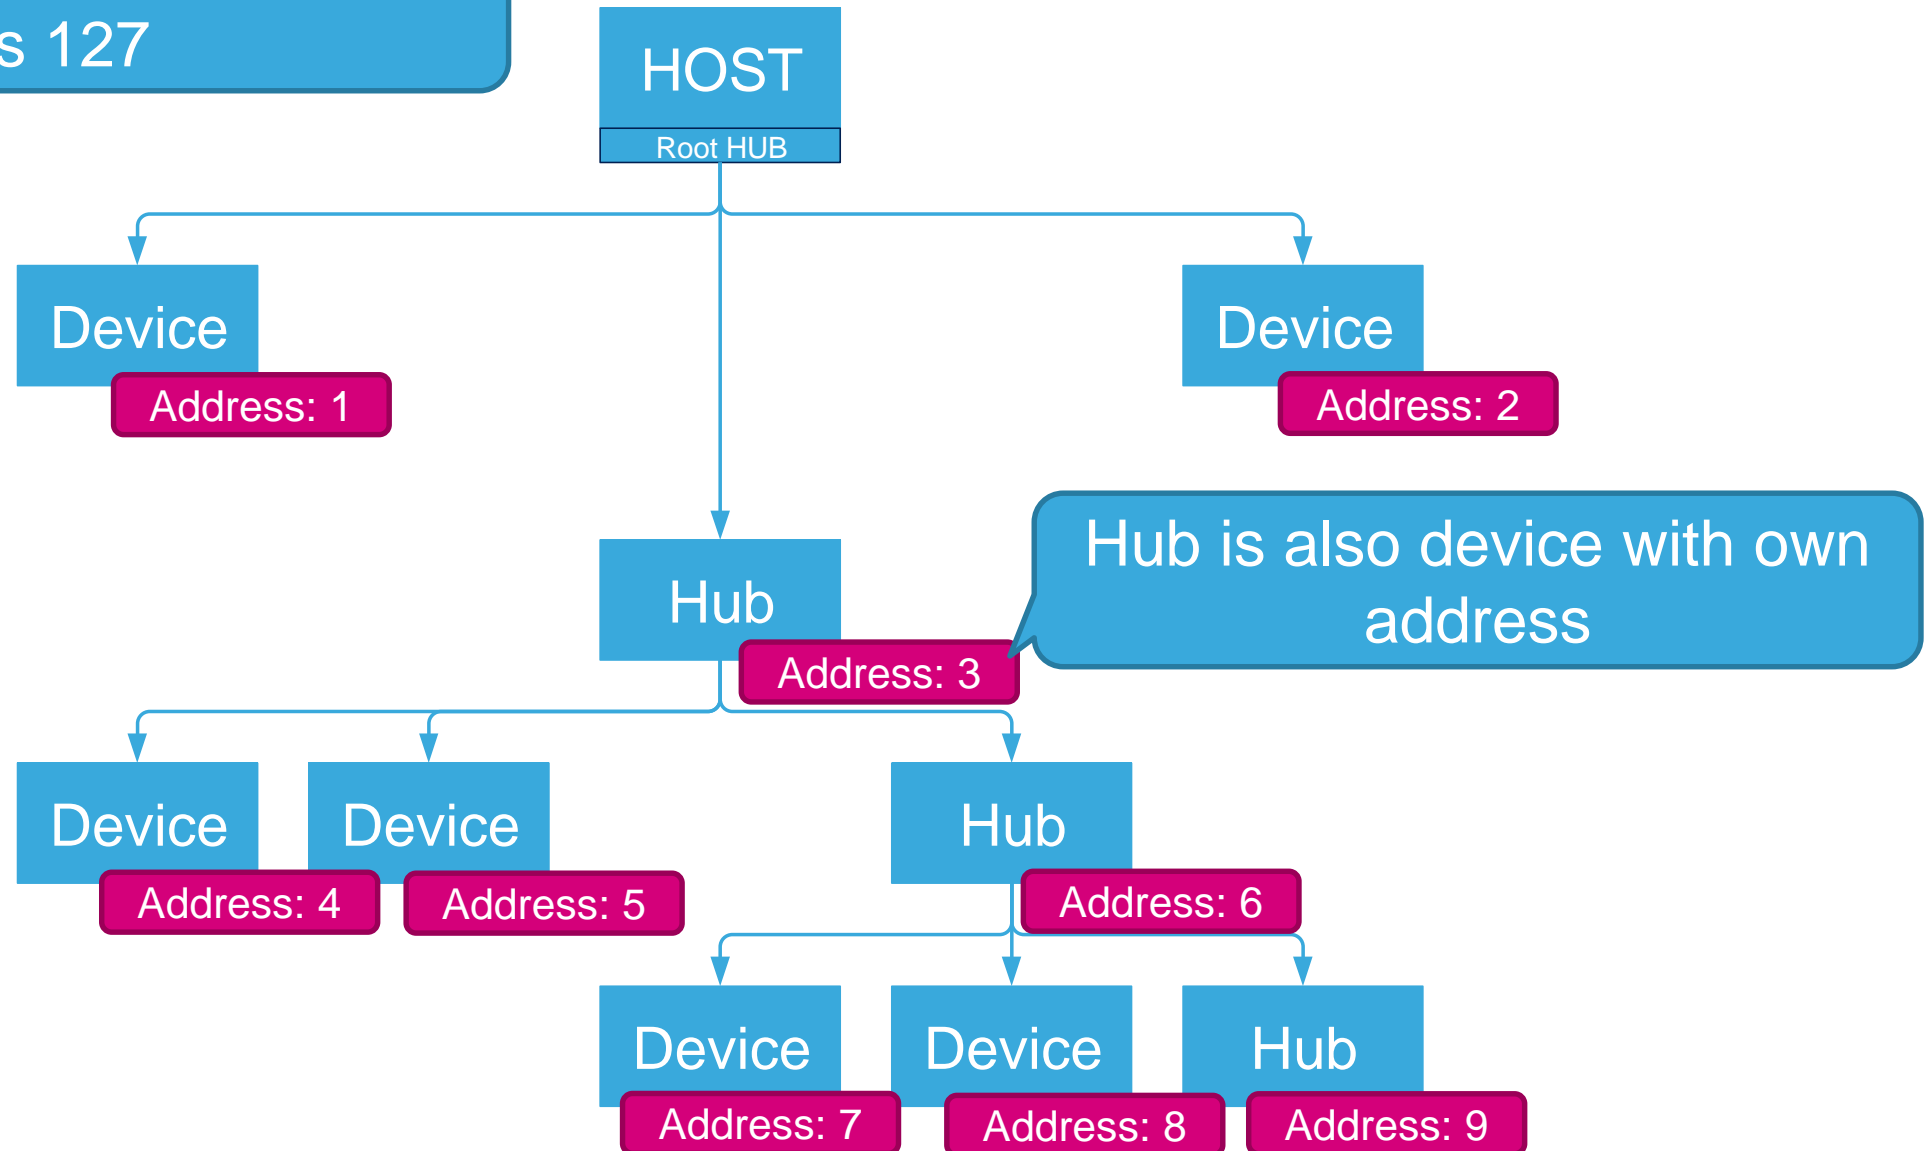 s 127
HOST
Root HUB
Device
Device
Address: 1
Address: 2
Hub is also device with own
address
Hub
Address: 3
Device
Device
Hub
Address: 4
Address: 5
Address: 6
Device
Device
Hub
Address: 7
Address: 8
Address: 9